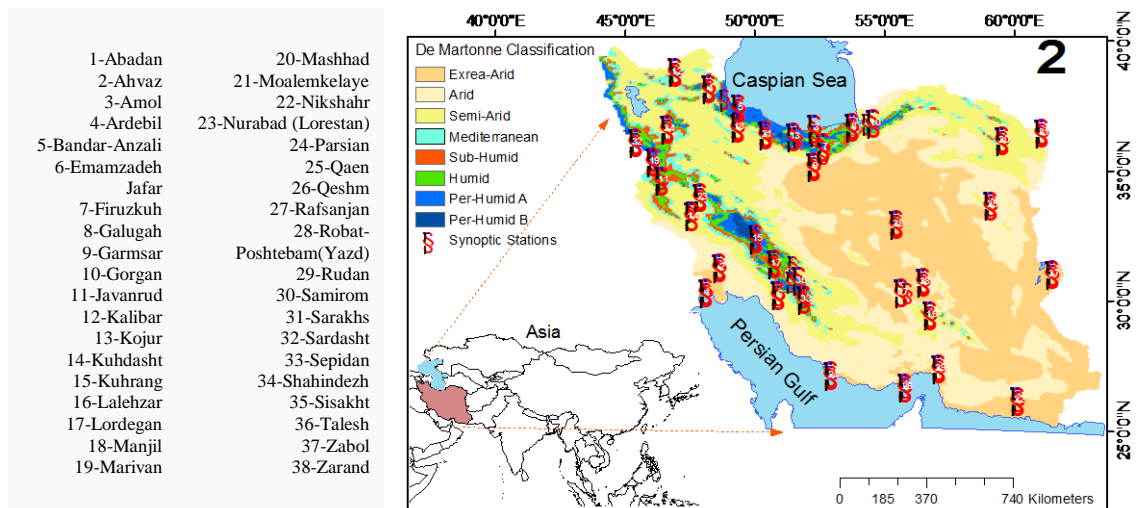 1-Abadan
2-Ahvaz
3-Amol
4-Ardebil
5-Bandar-Anzali
6-Emamzadeh
Jafar
7-Firuzkuh
8-Galugah
9-Garmsar
10-Gorgan
11-Javanrud
12-Kalibar
13-Kojur
14-Kuhdasht
15-Kuhrang
16-Lalehzar
17-Lordegan
18-Manjil
19-Marivan
20-Mashhad
21-Moalemkelaye
22-Nikshahr
23-Nurabad (Lorestan)
24-Parsian
25-Qaen
26-Qeshm
27-Rafsanjan
28-Robat-
Poshtebam(Yazd)
29-Rudan
30-Samirom
31-Sarakhs
32-Sardasht
33-Sepidan
34-Shahindezh
35-Sisakht
36-Talesh
37-Zabol
38-Zarand
40°0'0"E 45°0'0"E 50°0'0"E 55°0'0"E 60°0'0"E
De Martonne Classification
Exrea-Arid
Arid
Semi-Arid
Mediterranean
Sub-Humid
Humid
Per-Humid A
Per-Humid B
Synoptic Stations
2
Caspian Sea
Persian Gulf
Asia
40°0'0"N
35°0'0"N
30°0'0"N
25°0'0"N
0 185 370 740 Kilometers